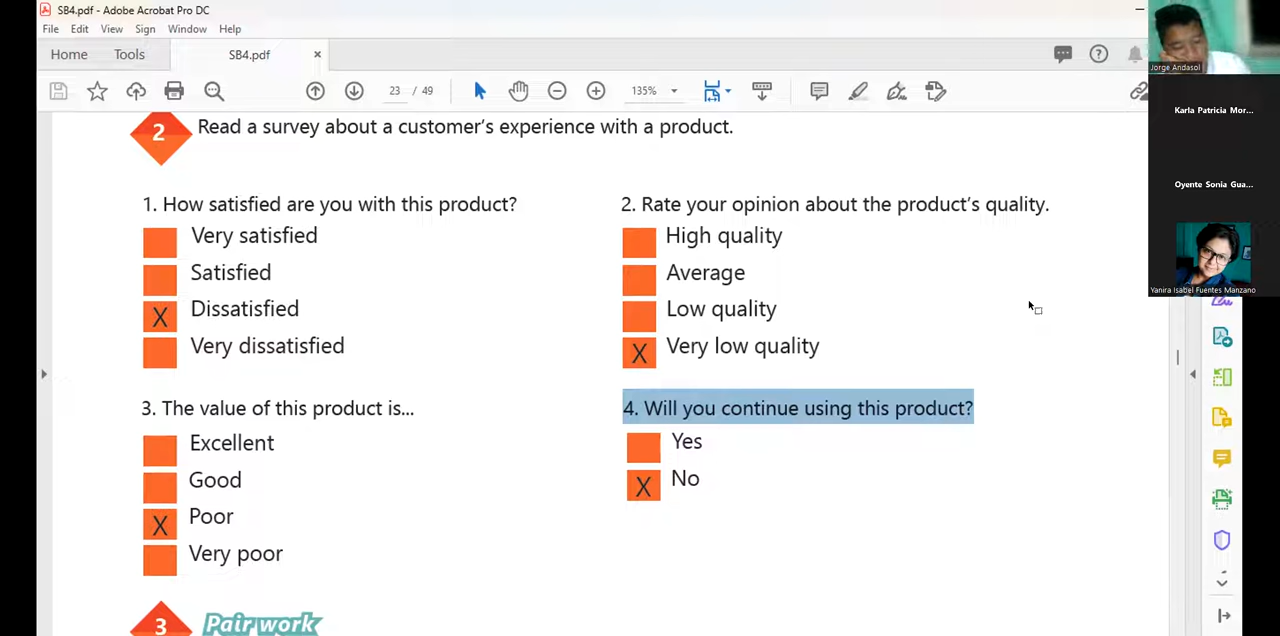 SB4.pdf - Adobe Acrobat Pro DC
File Edit View Sign Window Help
Home Tools SB4.pdf ×
23 / 49 135%
Jorge Andasol
Karla Patricia Mor...
Oyente Sonia Gua...
Yanira Isabel Fuentes Manzano
2 Read a survey about a customer's experience with a product.
1. How satisfied are you with this product?
Very satisfied
Satisfied
X Dissatisfied
Very dissatisfied
2. Rate your opinion about the product's quality.
High quality
Average
Low quality
X Very low quality
3. The value of this product is...
Excellent
Good
X Poor
Very poor
4. Will you continue using this product?
Yes
X No
3 Pair work